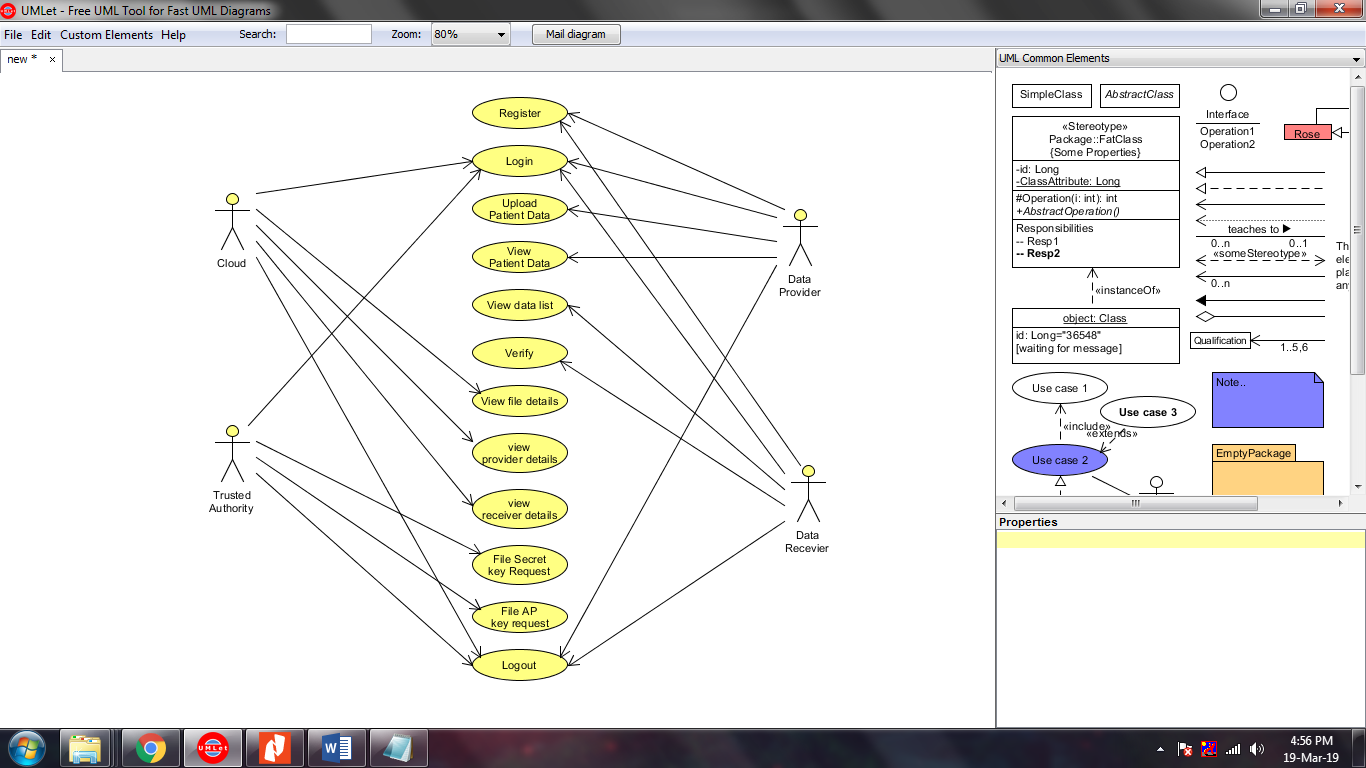 UMLet - Free UML Tool for Fast UML Diagrams
File Edit Custom Elements Help Search: Zoom: 80% Mail diagram
new * ×
Register
Login
Upload
Patient Data
View
Patient Data
View data list
Verify
View file details
view
provider details
view
receiver details
File Secret
key Request
File AP
key request
Logout
Cloud
Trusted
Authority
Data
Provider
Data
Recevier
UML Common Elements
SimpleClass
AbstractClass
«Stereotype»
Package::FatClass
{Some Properties}
-id: Long
-ClassAttribute: Long
#Operation(i: int): int
+AbstractOperation()
Responsibilities
-- Resp1
-- Resp2
«instanceOf»
object: Class
id: Long="36548"
[waiting for message]
Use case 1
Use case 3
«include»
«extends»
Use case 2
Interface
Operation1
Operation2
Rose
teaches to
0..n 0..1
«someStereotype»
0..n
Qualification
1..5,6
Th
ele
pla
an
Note..
EmptyPackage
Properties
UMLet
W
4:56 PM
19-Mar-19